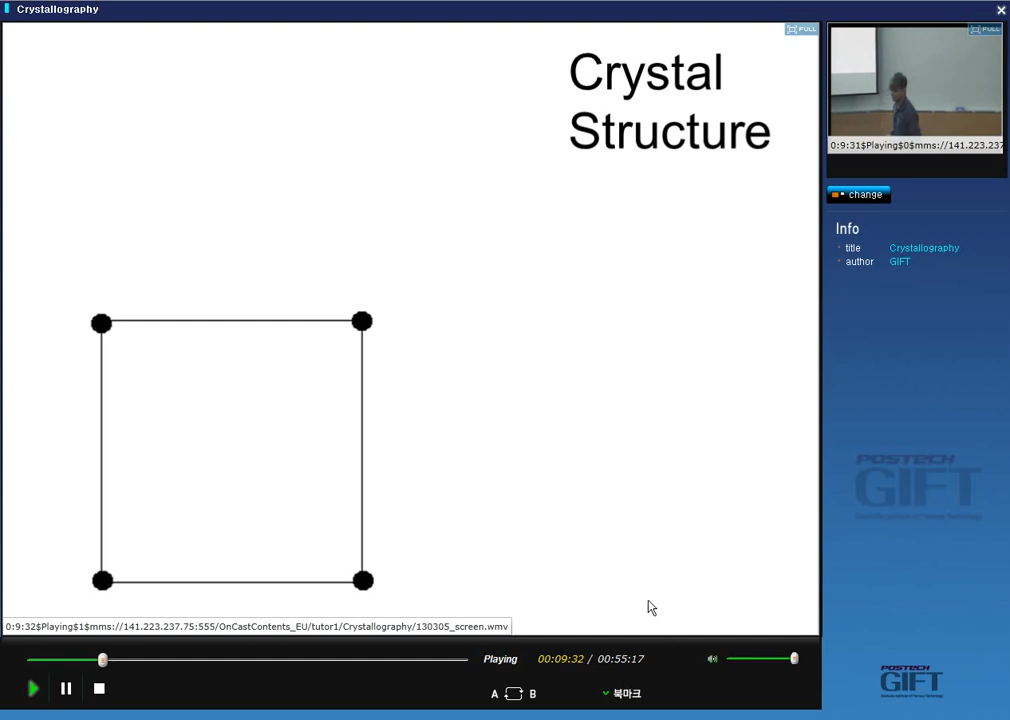 Crystallography
FULL
Crystal
Structure
FULL
0:9:31$Playing$0$mms://141.223.237
change
Info
title Crystallography
author GIFT
POSTECH
GIFT
0:9:32$Playing$1$mms://141.223.237.75:555/OnCastContents_EU/tutor1/Crystallography/130305_screen.wmv
Playing 00:09:32 / 00:55:17
A B 북마크
POSTECH
GIFT